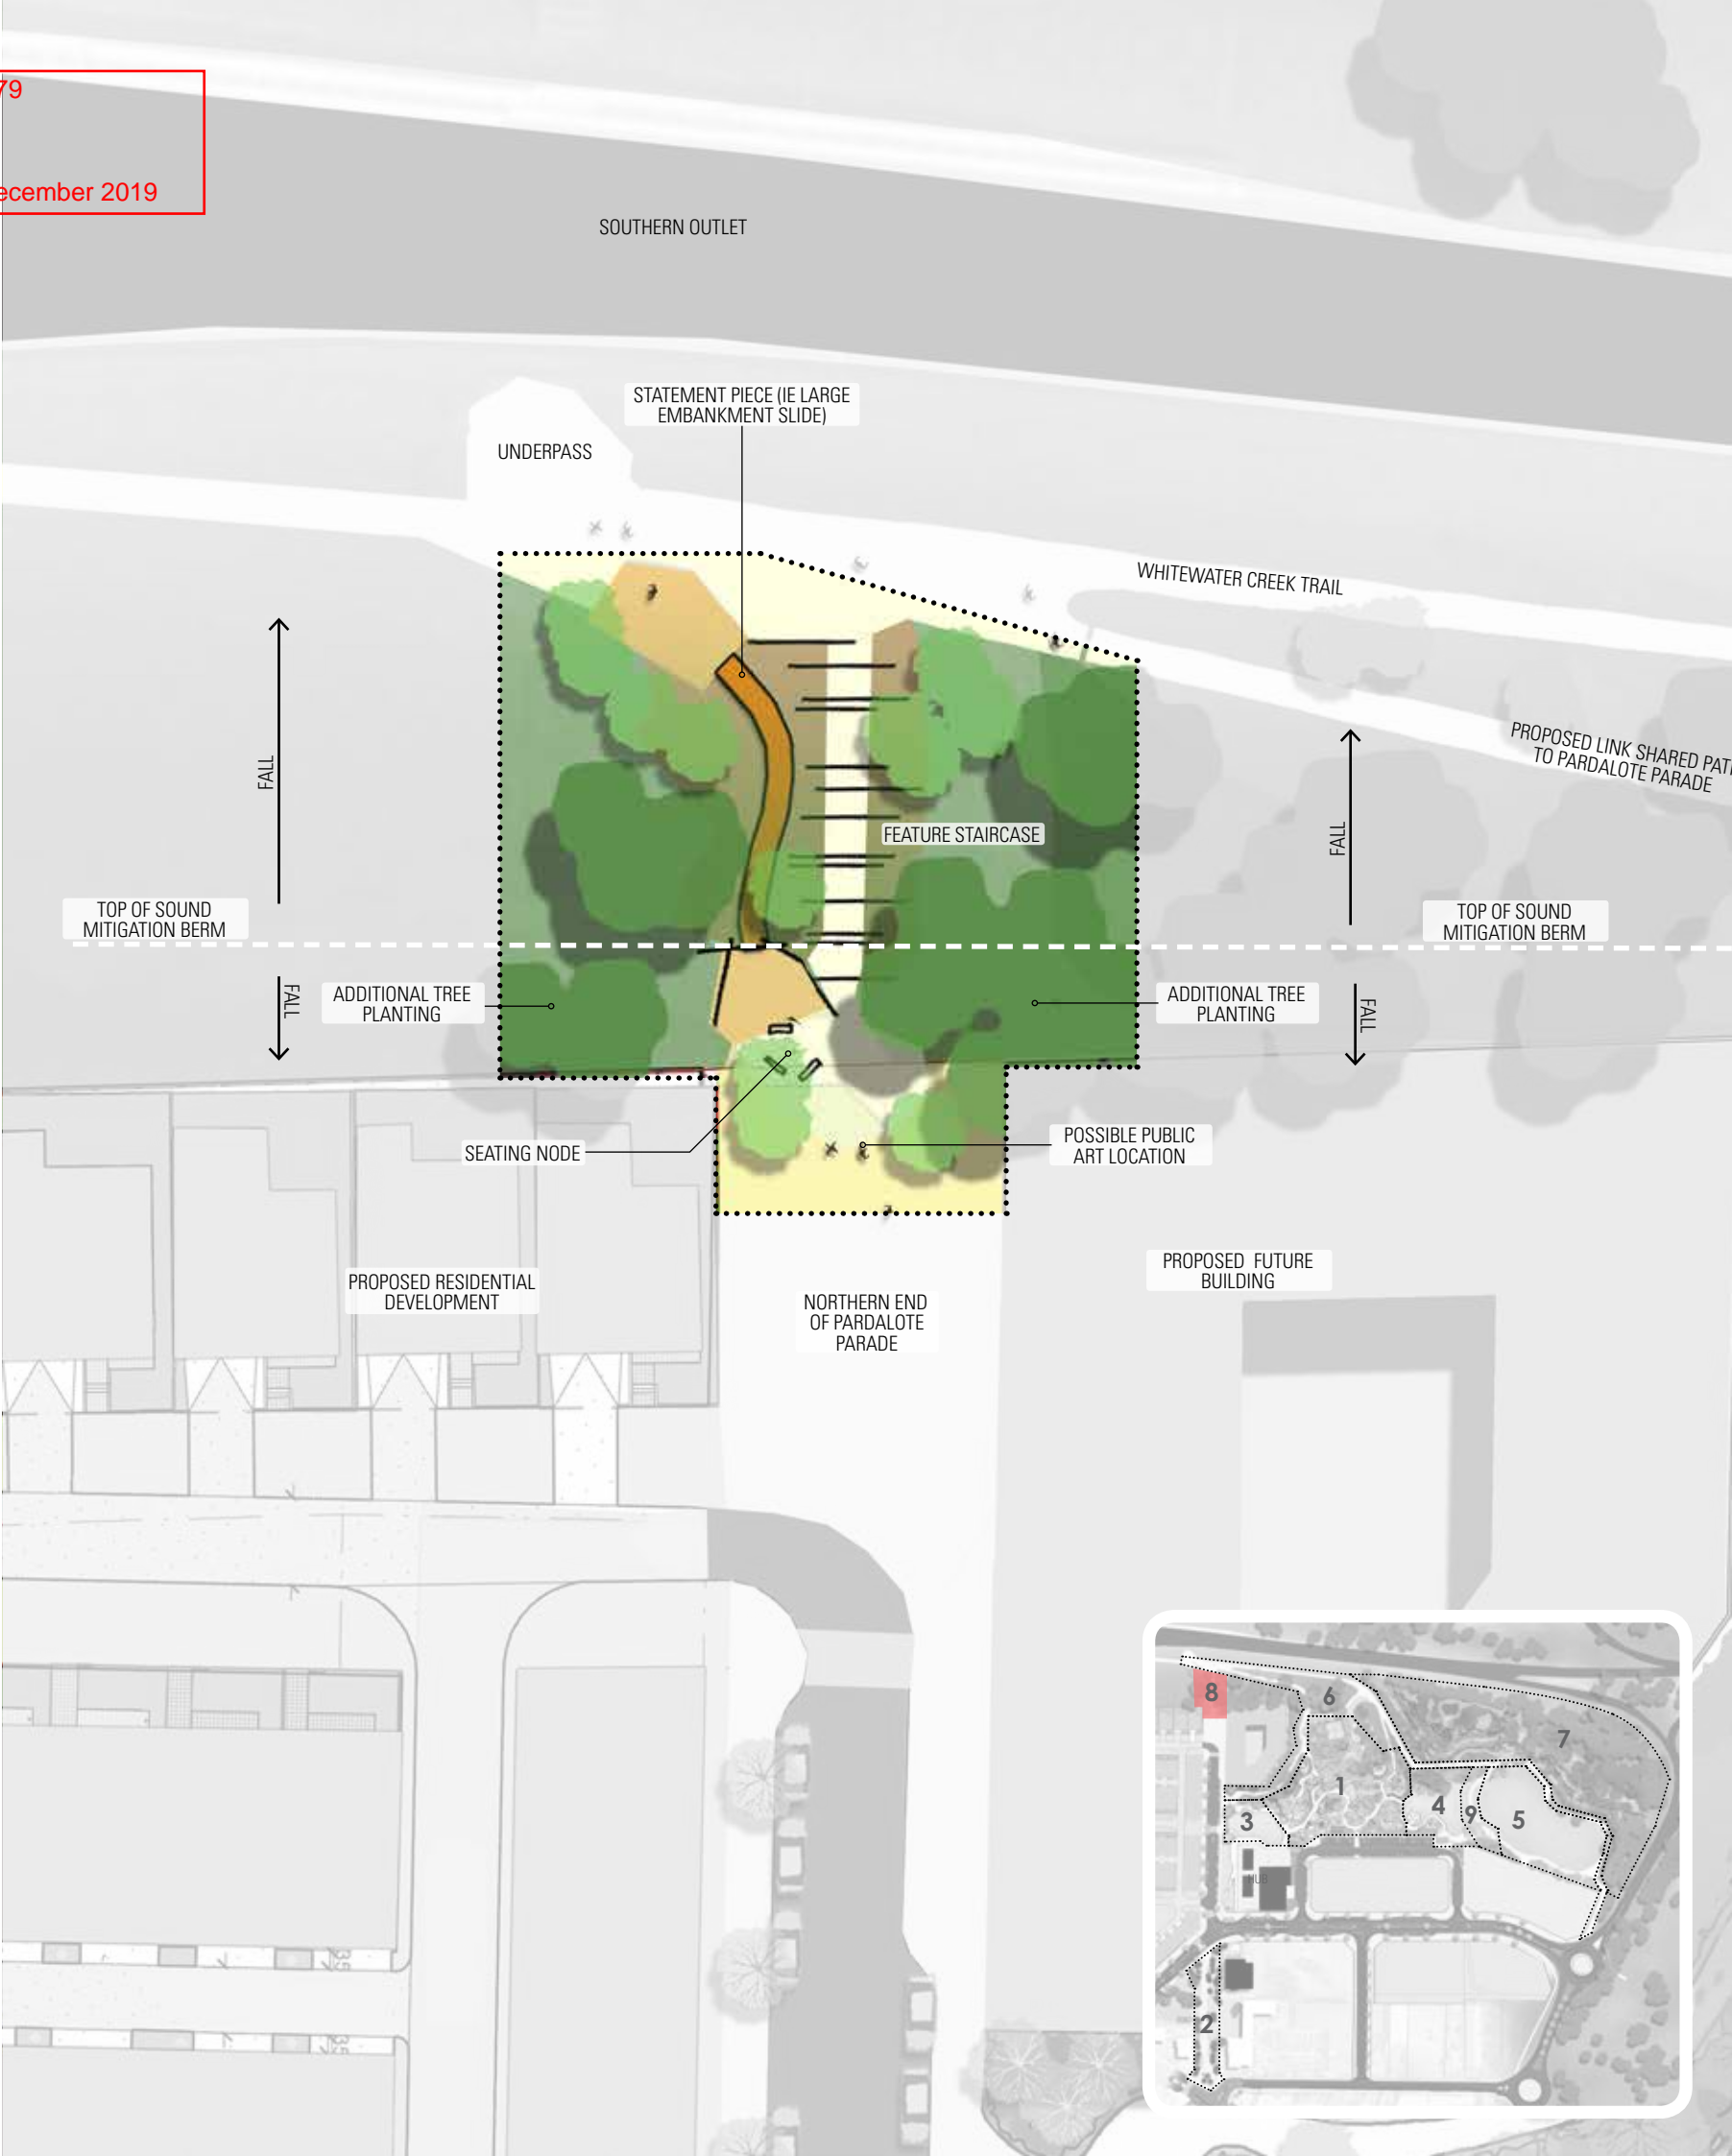 79
ecember 2019
SOUTHERN OUTLET
STATEMENT PIECE (IE LARGE
EMBANKMENT SLIDE)
UNDERPASS
WHITEWATER CREEK TRAIL
PROPOSED LINK SHARED PAT
TO PARDALOTE PARADE
FALL
FALL
FEATURE STAIRCASE
TOP OF SOUND
MITIGATION BERM
TOP OF SOUND
MITIGATION BERM
FALL
ADDITIONAL TREE
PLANTING
ADDITIONAL TREE
PLANTING
FALL
SEATING NODE
POSSIBLE PUBLIC
ART LOCATION
PROPOSED RESIDENTIAL
DEVELOPMENT
NORTHERN END
OF PARDALOTE
PARADE
PROPOSED FUTURE
BUILDING
8
6
7
1
3
4
9
5
HUB
2